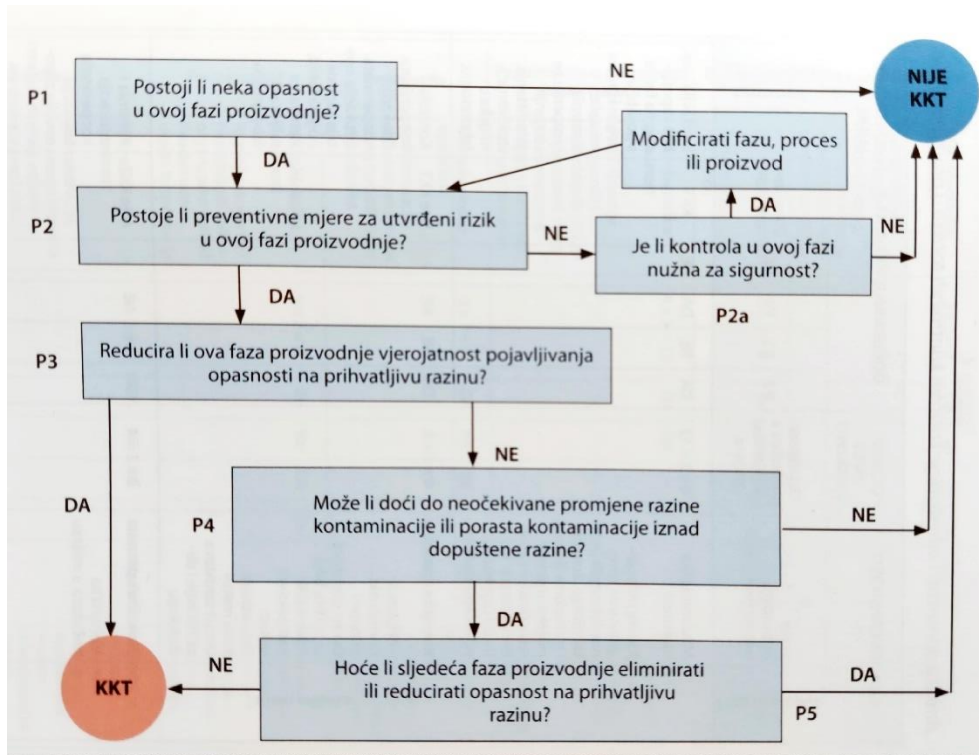 P1
Postoji li neka opasnost
u ovoj fazi proizvodnje?
NE
NIJE
KKT
DA
Modificirati fazu, proces
ili proizvod
P2
Postoje li preventivne mjere za utvrđeni rizik
u ovoj fazi proizvodnje?
NE
DA
Je li kontrola u ovoj fazi
nužna za sigurnost?
NE
P2a
DA
P3
Reducira li ova faza proizvodnje vjerojatnost pojavljivanja
opasnosti na prihvatljivu razinu?
DA
NE
P4
Može li doći do neočekivane promjene razine
kontaminacije ili porasta kontaminacije iznad
dopuštene razine?
NE
DA
KKT
NE
Hoće li sljedeća faza proizvodnje eliminirati
ili reducirati opasnost na prihvatljivu
razinu?
DA
P5